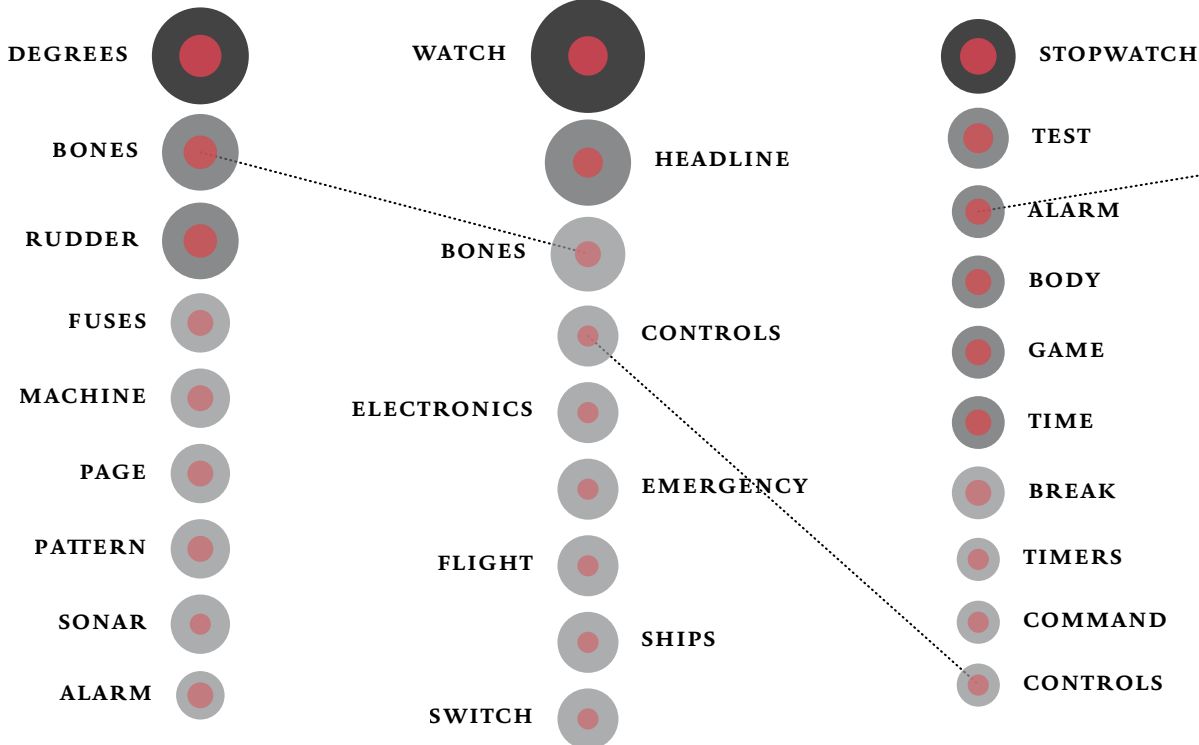 DEGREES
BONES
RUDDER
FUSES
MACHINE
PAGE
PATTERN
SONAR
ALARM
WATCH
HEADLINE
BONES
CONTROLS
ELECTRONICS
EMERGENCY
FLIGHT
SHIPS
SWITCH
STOPWATCH
TEST
ALARM
BODY
GAME
TIME
BREAK
TIMERS
COMMAND
CONTROLS